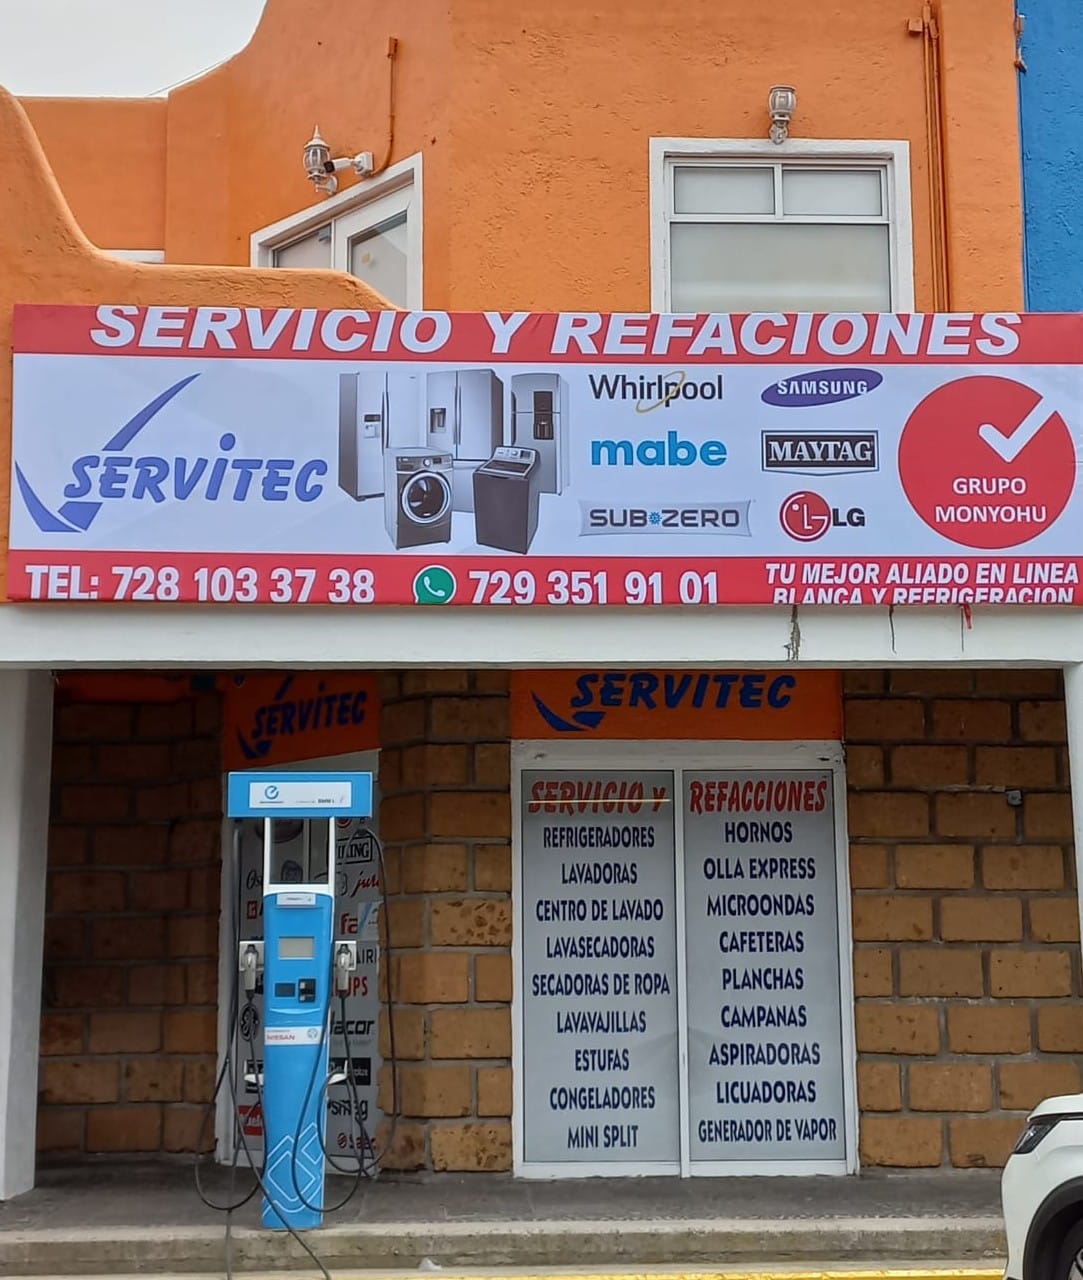 SERVICIO Y REFACIONES
SERVITEC
Whirlpool
SAMSUNG
mabe
MAYTAG
SUB ZERO
LG
GRUPO
MONYOHU
TEL: 728 103 37 38
729 351 91 01
TU MEJOR ALIADO EN LINEA
BLANCA Y REFRIGERACION
SERVITEC
SERVITEC
SERVICIO Y
REFRIGERADORES
LAVADORAS
CENTRO DE LAVADO
LAVASECADORAS
SECADORAS DE ROPA
LAVAVAJILLAS
ESTUFAS
CONGELADORES
MINI SPLIT
REFACCIONES
HORNOS
OLLA EXPRESS
MICROONDAS
CAFETERAS
PLANCHAS
CAMPANAS
ASPIRADORAS
LICUADORAS
GENERADOR DE VAPOR
NISSAN
smeg